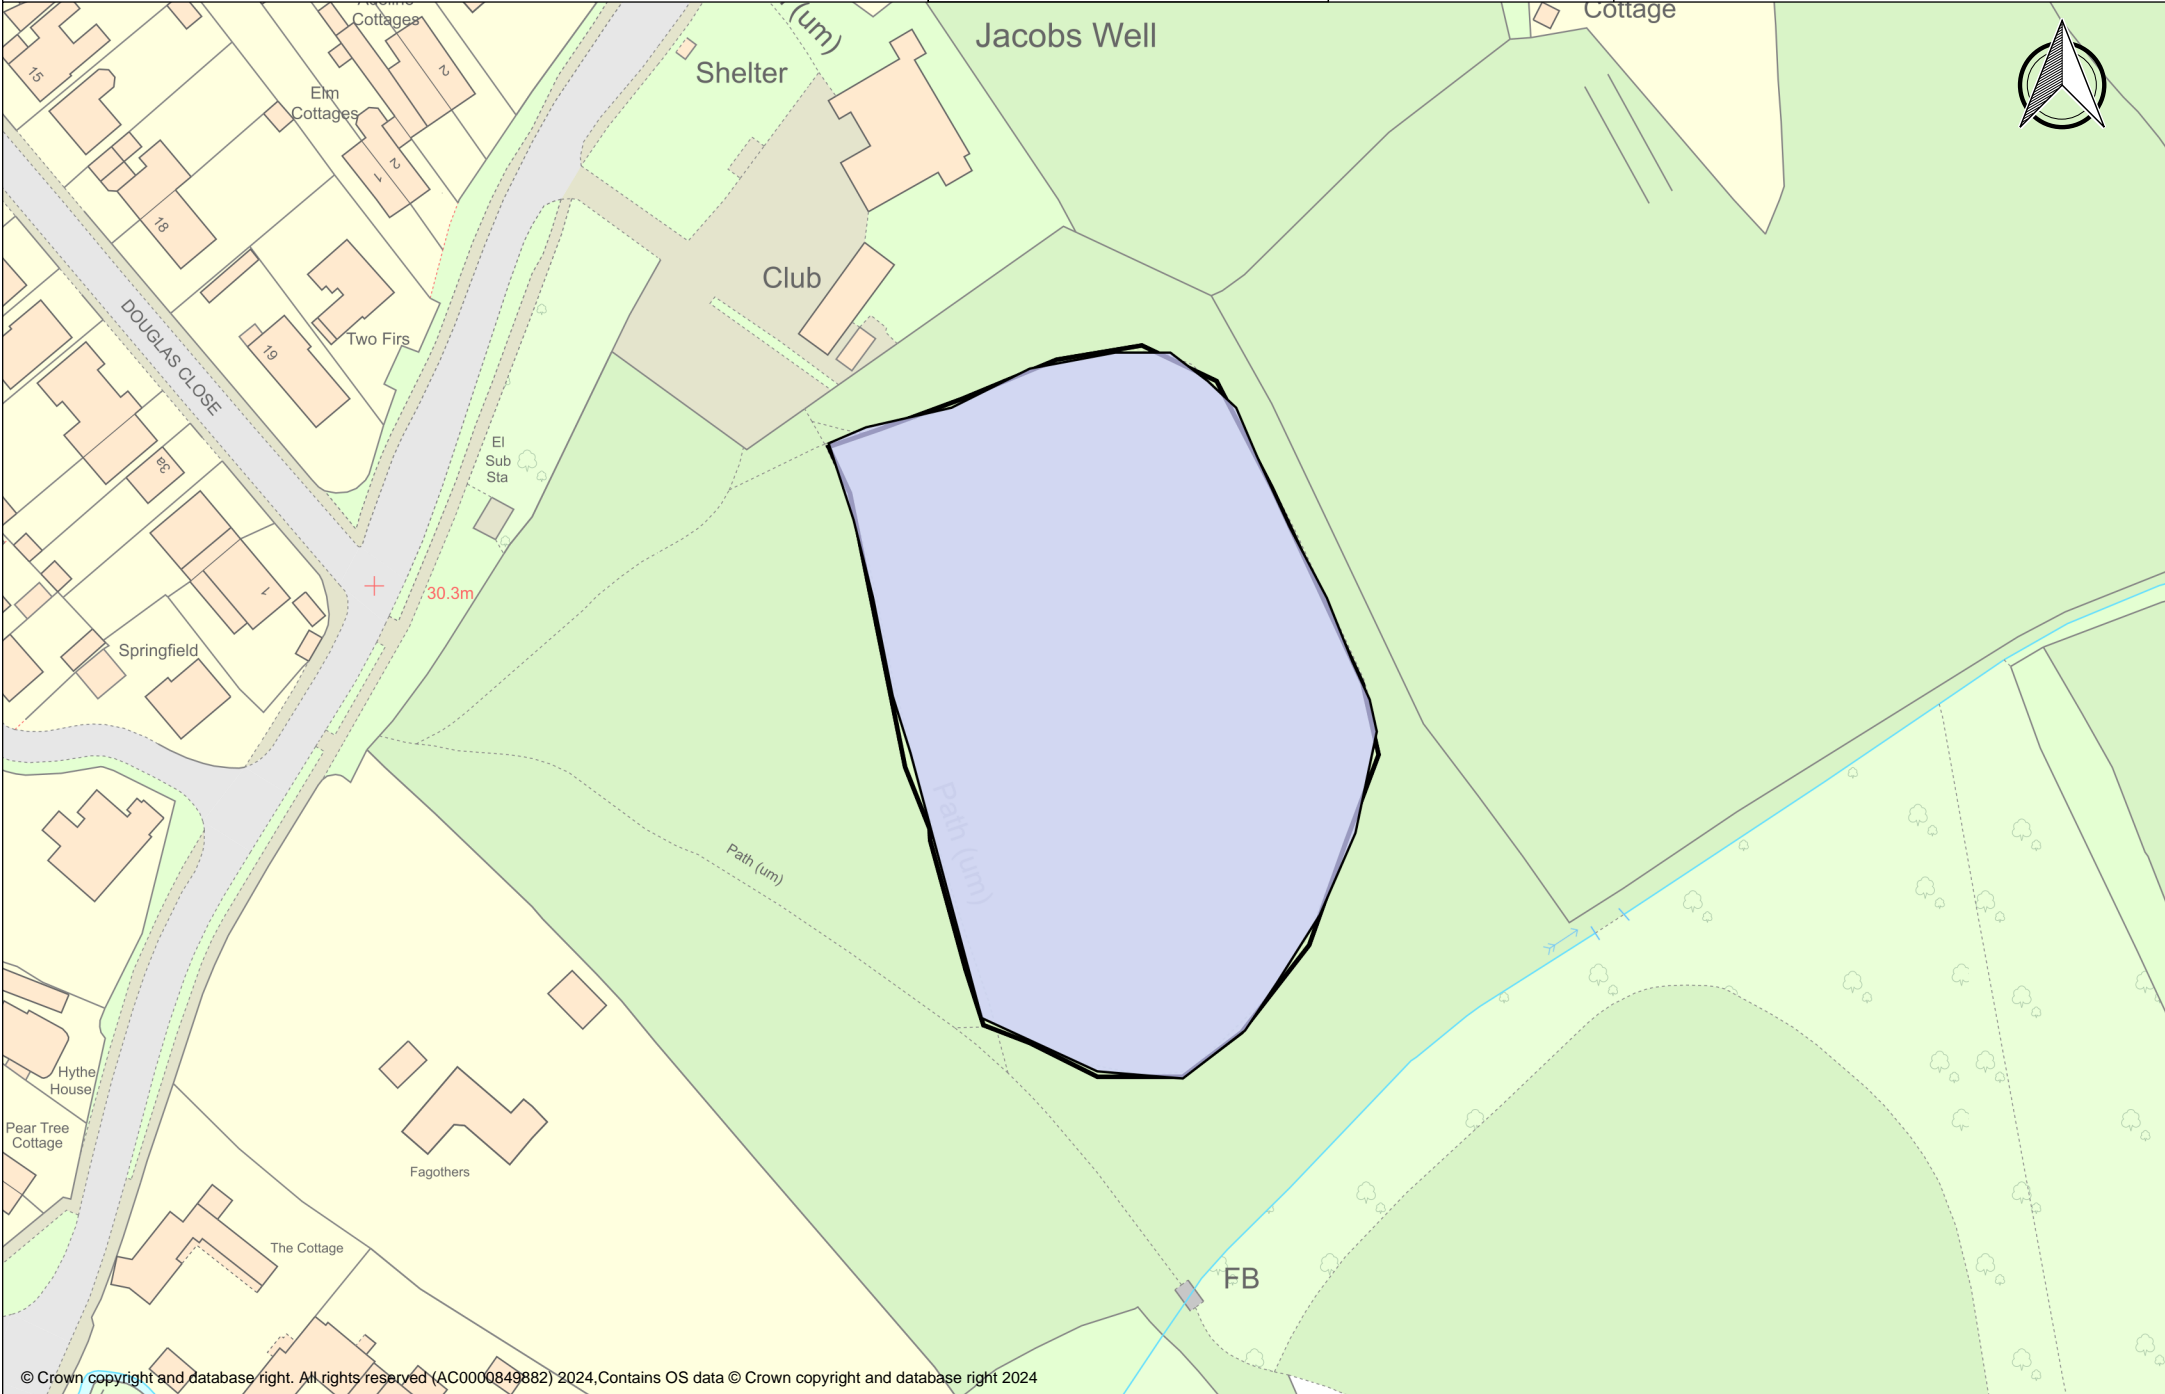 Cottages
(um)
Jacobs Well
Cottage
Shelter
15
2
Elm
Cottages
2
1
18
Club
DOUGLAS CLOSE
Two Firs
19
El
Sub
Sta
3a
1
30.3m
Springfield
Path (um)
Path (um)
Hythe
House
Pear Tree
Cottage
Fagothers
The Cottage
FB
© Crown copyright and database right. All rights reserved (AC0000849882) 2024,Contains OS data © Crown copyright and database right 2024